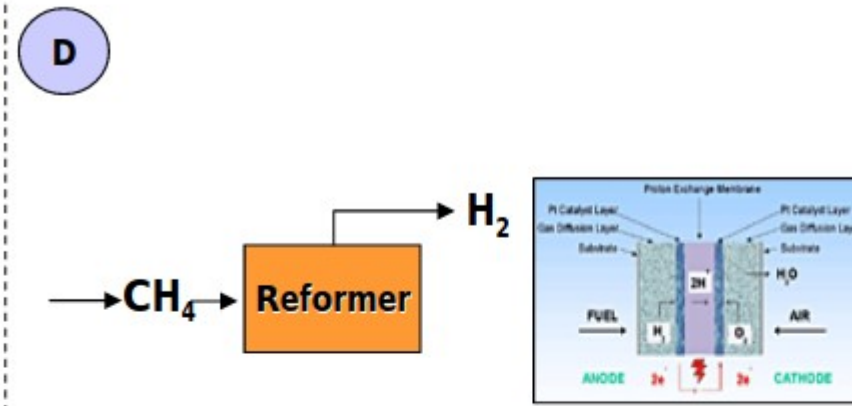 D
CH₄
Reformer
H₂
Proton Exchange Membrane
Pt Catalyst Layer
Gas Diffusion Layer
Substrate
Pt Catalyst Layer
Gas Diffusion Lay
Substrate
H₂O
2H⁺
FUEL
H₂
O₂
AIR
ANODE
2e⁻
2e⁻
CATHODE